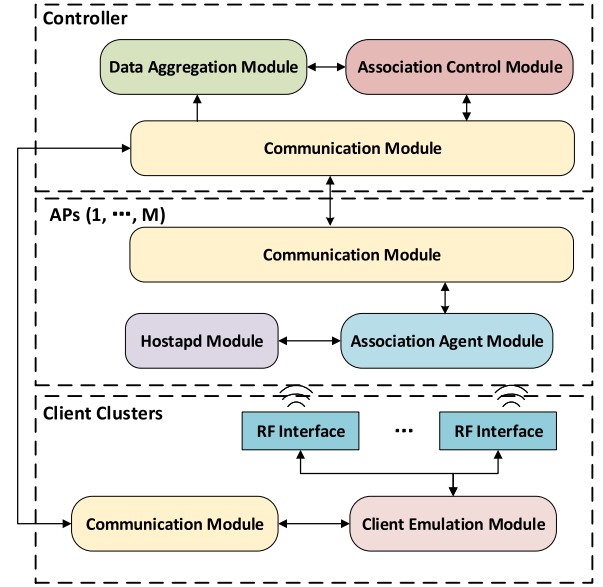 Controller
Data Aggregation Module
Association Control Module
Communication Module
APs (1, ···, M)
Communication Module
Hostapd Module
Association Agent Module
Client Clusters
RF Interface
···
RF Interface
Communication Module
Client Emulation Module